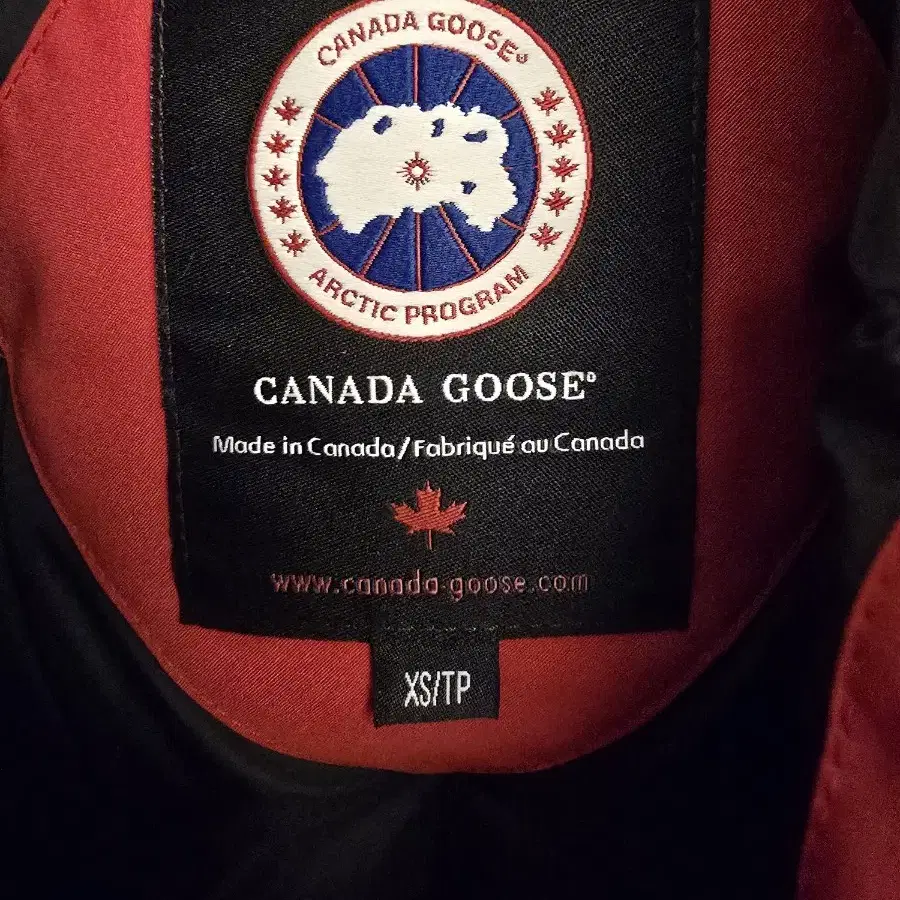 CANADA GOOSE®
ARCTIC PROGRAM
CANADA GOOSE®
Made in Canada/Fabriqué au Canada
www.canada-goose.com
XS/TP